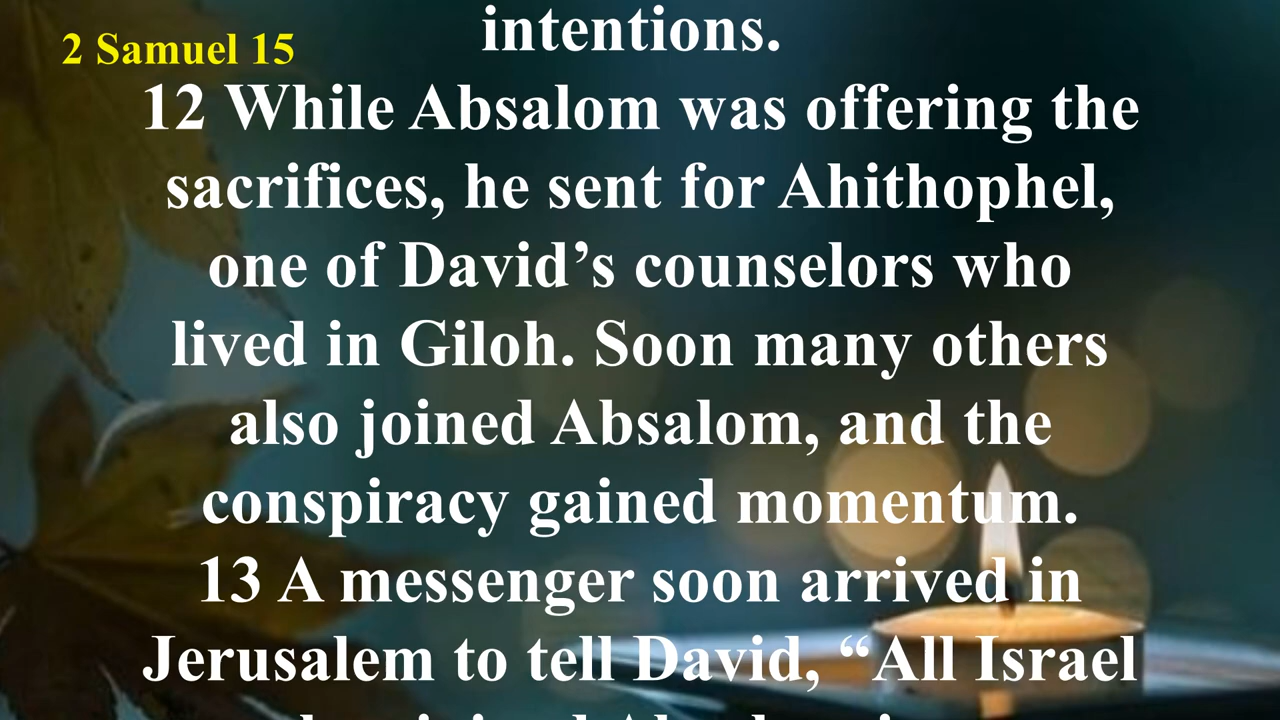 intentions.
2 Samuel 15
12 While Absalom was offering the
sacrifices, he sent for Ahithophel,
one of David’s counselors who
lived in Giloh. Soon many others
also joined Absalom, and the
conspiracy gained momentum.
13 A messenger soon arrived in
Jerusalem to tell David, “All Israel